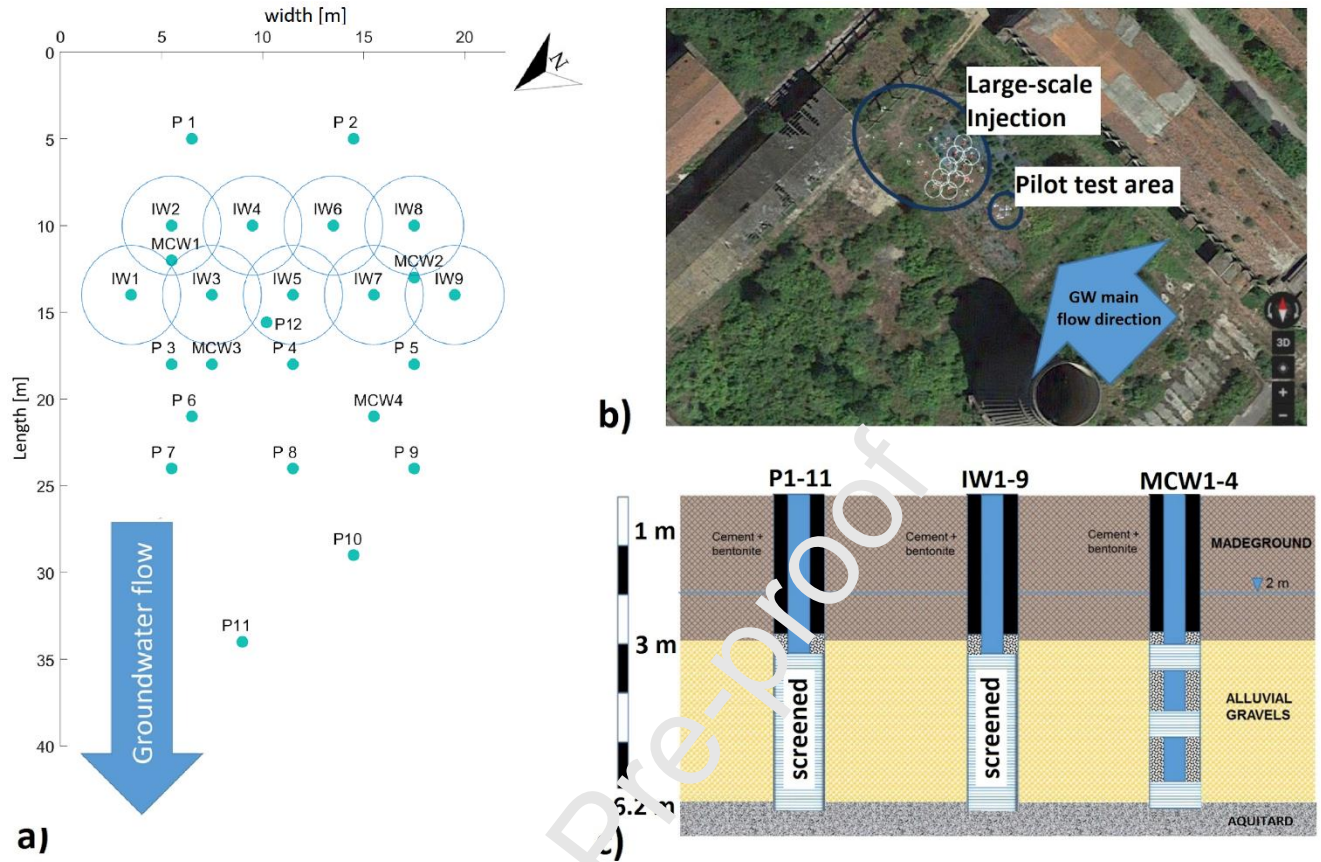 width [m]
0 5 10 15 20
0
5
10
15
20
25
30
35
40
Length [m]
N
P 1
P 2
IW2
IW4
IW6
IW8
MCW1
MCW2
IW1
IW3
IW5
IW7
IW9
P12
P 3
MCW3
P 4
P 5
P 6
MCW4
P 7
P 8
P 9
P10
P11
Groundwater flow
a)
Large-scale
Injection
Pilot test area
GW main
flow direction
3D
+
−
b)
P1-11
IW1-9
MCW1-4
1 m
3 m
6.2 m
Cement +
bentonite
Cement +
bentonite
Cement +
bentonite
MADEGROUND
2 m
screened
screened
ALLUVIAL
GRAVELS
AQUITARD
Pre-proof